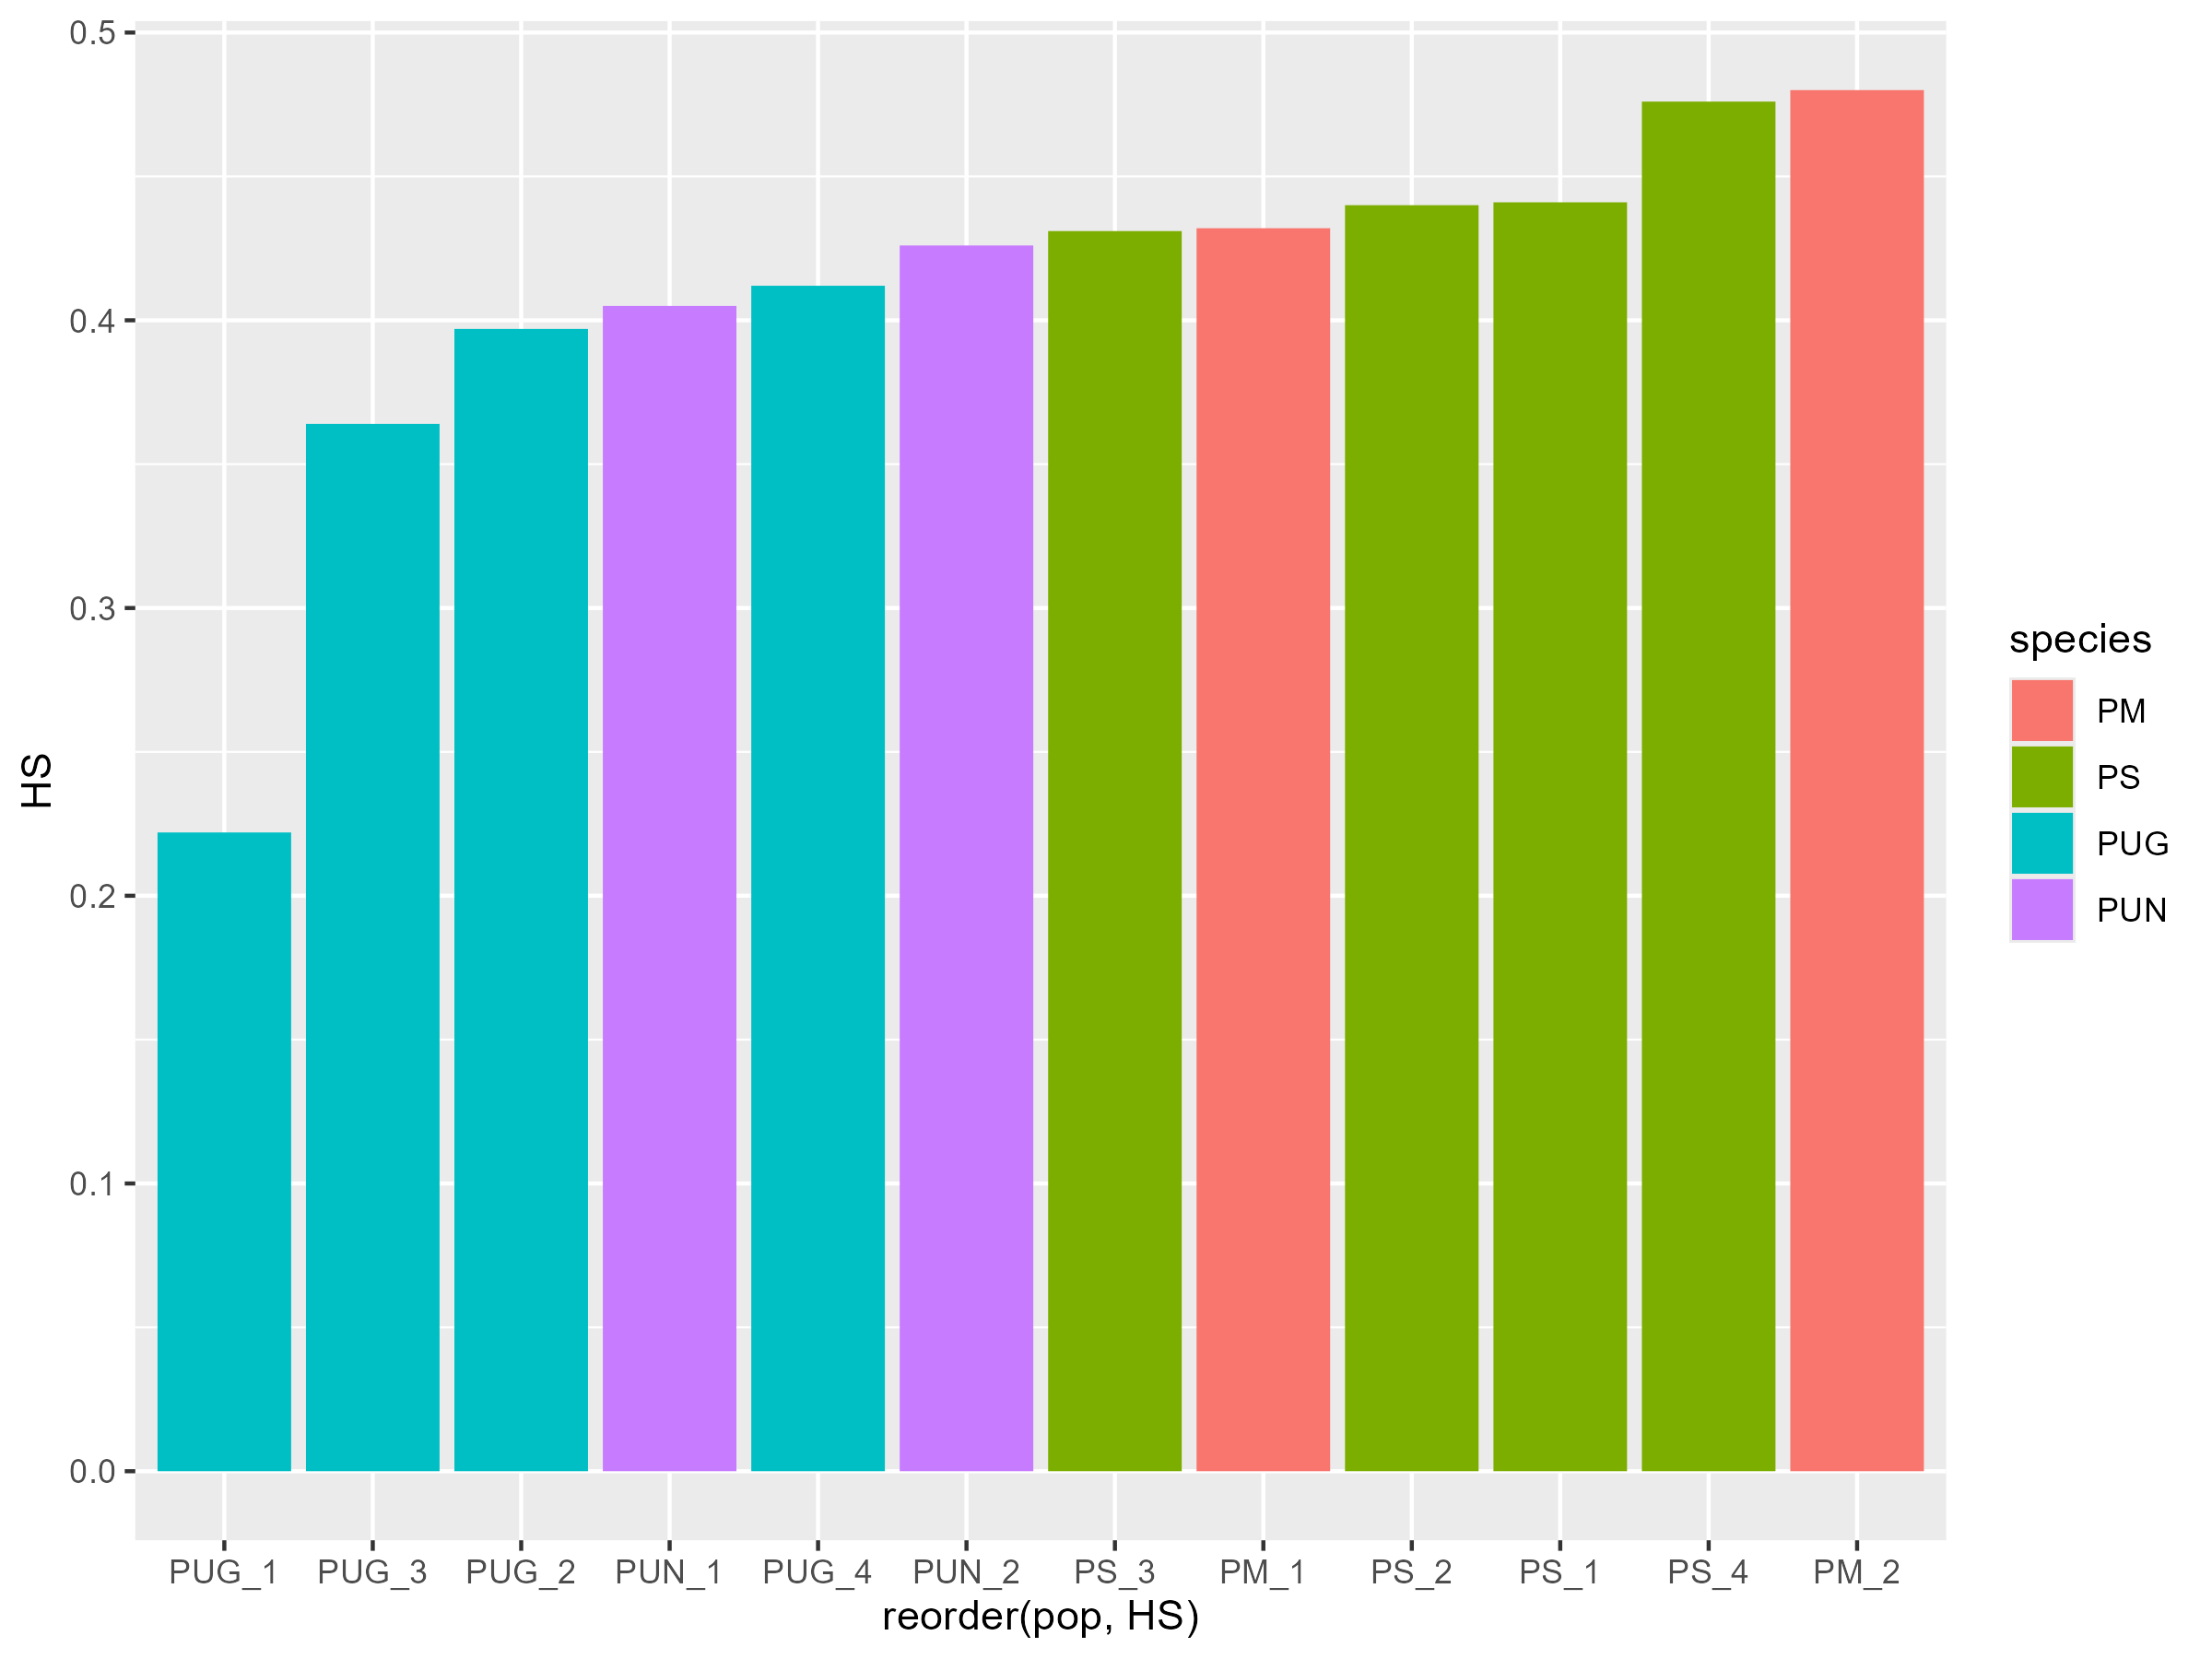 0.5
0.4
0.3
0.2
0.1
0.0
HS
PUG_1 PUG_3 PUG_2 PUN_1 PUG_4 PUN_2 PS_3 PM_1 PS_2 PS_1 PS_4 PM_2
reorder(pop, HS)
species
PM
PS
PUG
PUN